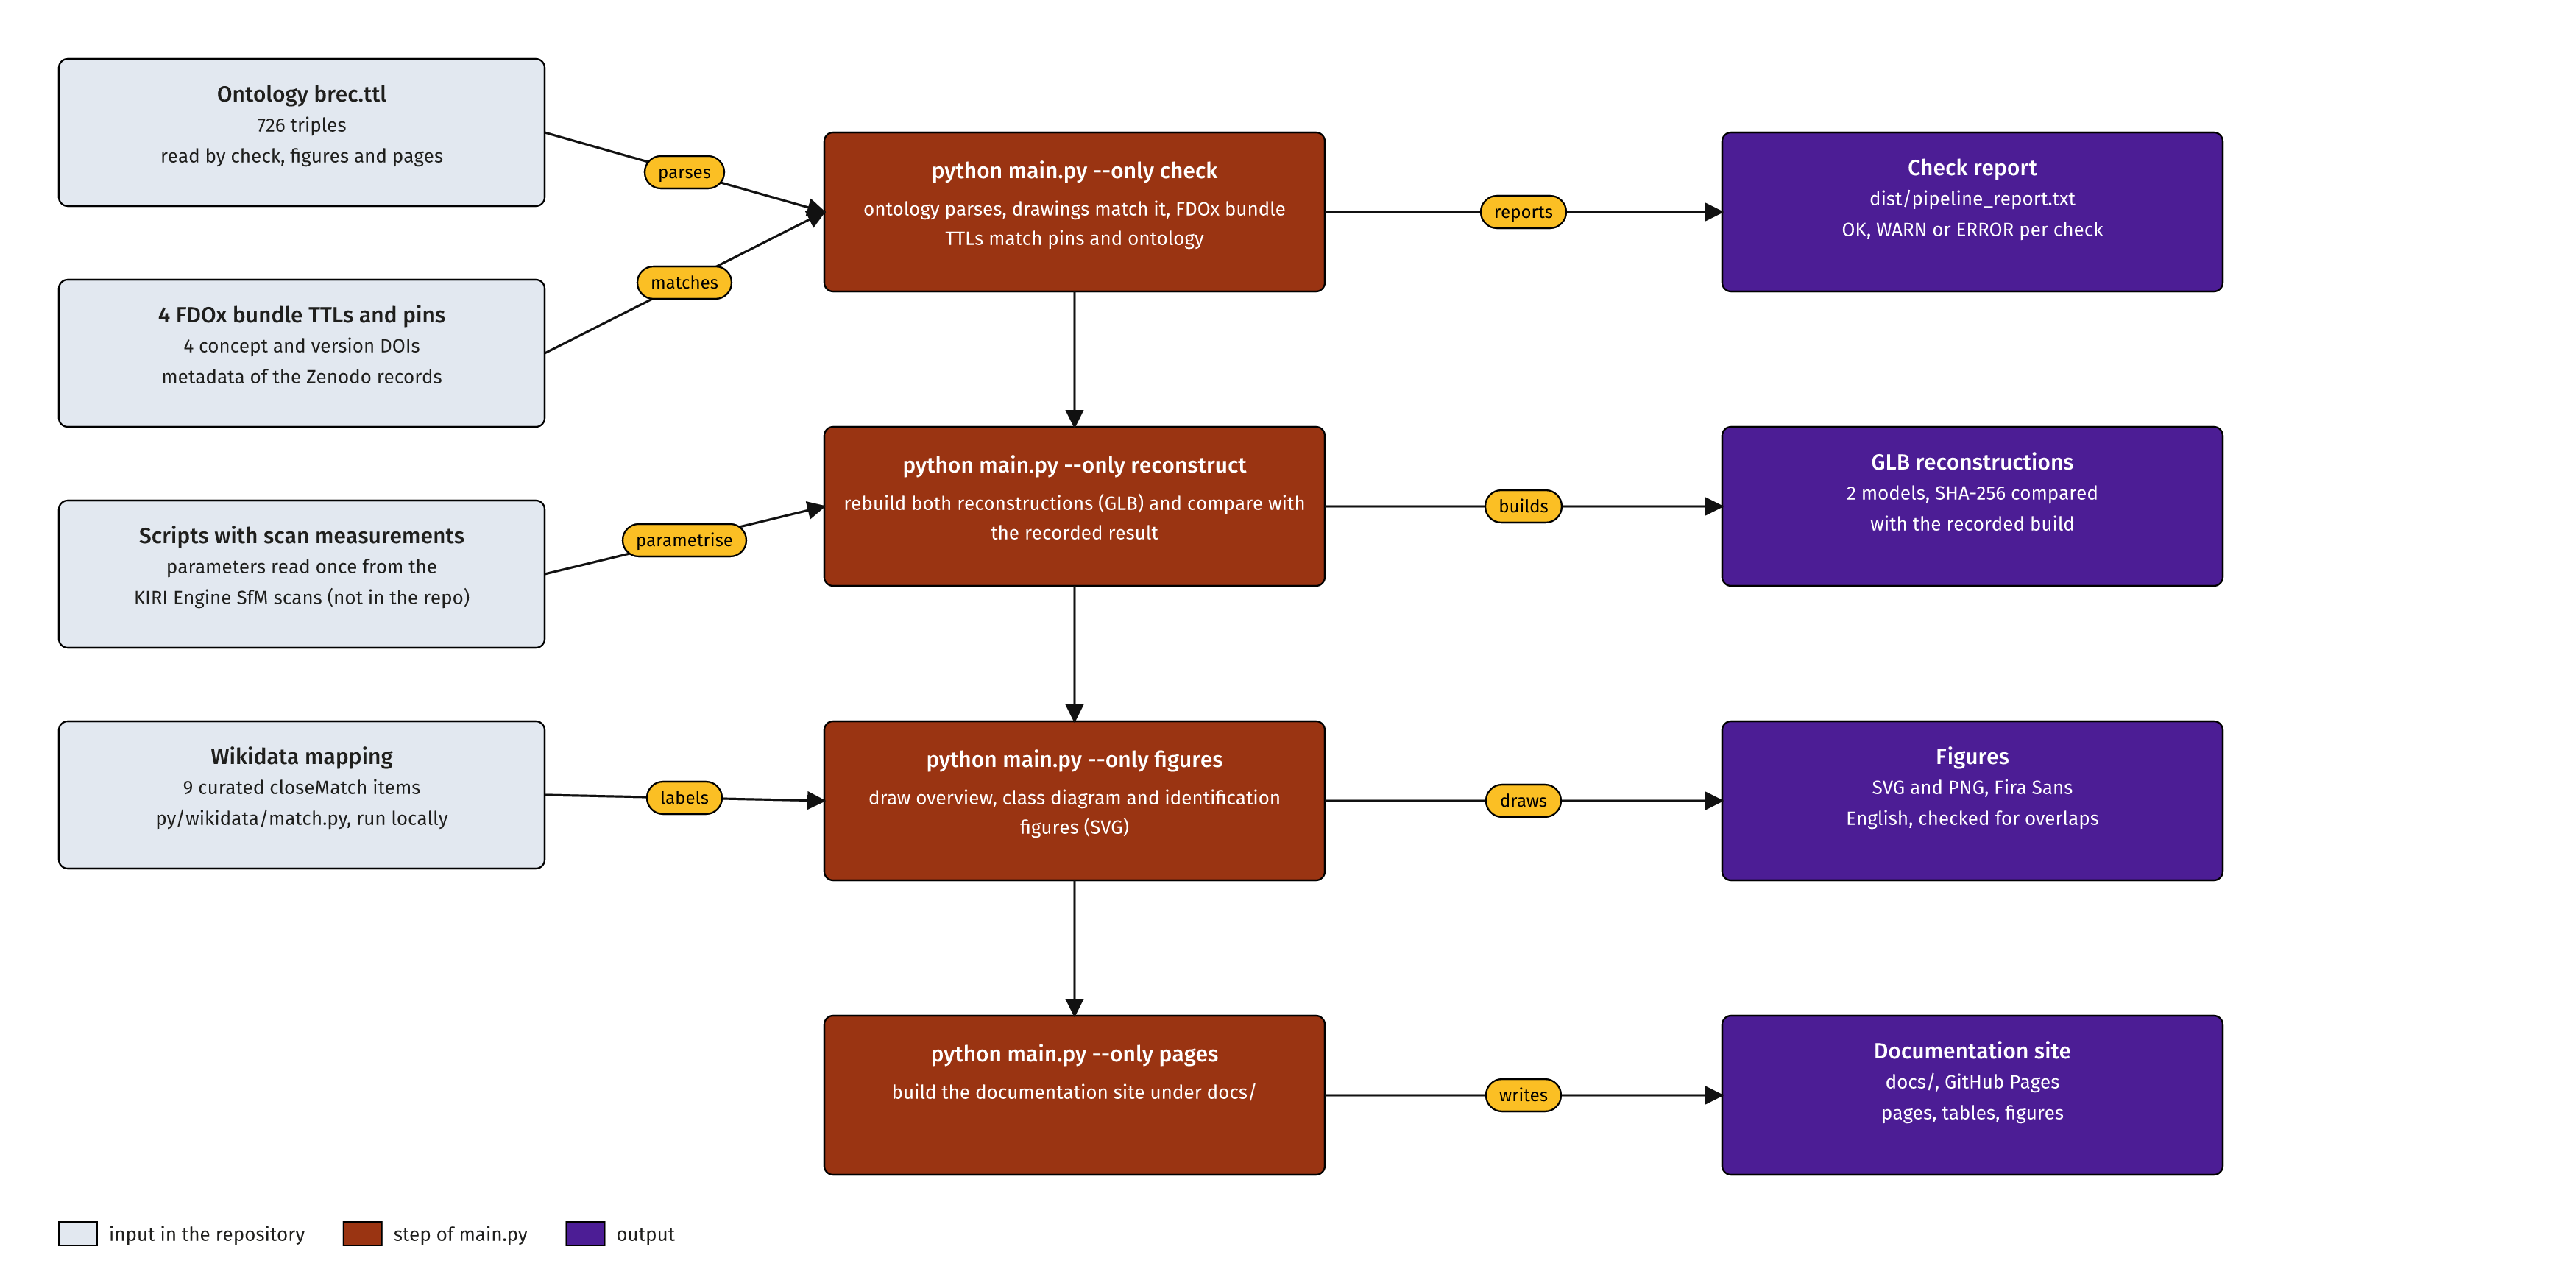 Ontology brec.ttl
726 triples
read by check, figures and pages
parses
python main.py --only check
ontology parses, drawings match it, FDOx bundle
TTLs match pins and ontology
reports
Check report
dist/pipeline_report.txt
OK, WARN or ERROR per check
4 FDOx bundle TTLs and pins
4 concept and version DOIs
metadata of the Zenodo records
matches
Scripts with scan measurements
parameters read once from the
KIRI Engine SfM scans (not in the repo)
parametrise
python main.py --only reconstruct
rebuild both reconstructions (GLB) and compare with
the recorded result
builds
GLB reconstructions
2 models, SHA-256 compared
with the recorded build
Wikidata mapping
9 curated closeMatch items
py/wikidata/match.py, run locally
labels
python main.py --only figures
draw overview, class diagram and identification
figures (SVG)
draws
Figures
SVG and PNG, Fira Sans
English, checked for overlaps
python main.py --only pages
build the documentation site under docs/
writes
Documentation site
docs/, GitHub Pages
pages, tables, figures
input in the repository
step of main.py
output